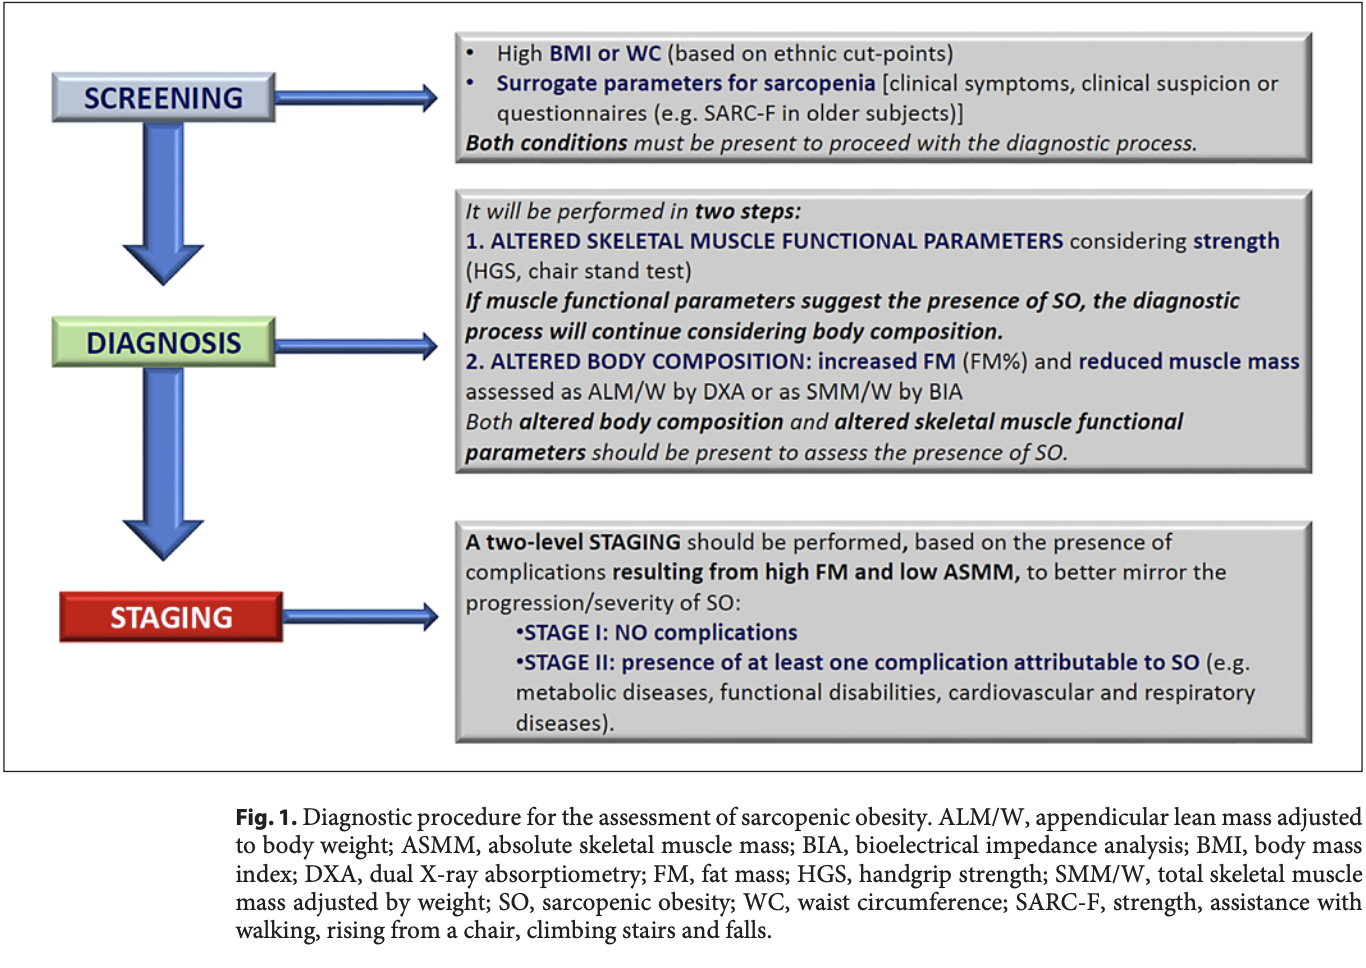 SCREENING
• High BMI or WC (based on ethnic cut-points)
• Surrogate parameters for sarcopenia [clinical symptoms, clinical suspicion or
questionnaires (e.g. SARC-F in older subjects)]
Both conditions must be present to proceed with the diagnostic process.
DIAGNOSIS
It will be performed in two steps:
1. ALTERED SKELETAL MUSCLE FUNCTIONAL PARAMETERS considering strength
(HGS, chair stand test)
If muscle functional parameters suggest the presence of SO, the diagnostic
process will continue considering body composition.
2. ALTERED BODY COMPOSITION: increased FM (FM%) and reduced muscle mass
assessed as ALM/W by DXA or as SMM/W by BIA
Both altered body composition and altered skeletal muscle functional
parameters should be present to assess the presence of SO.
STAGING
A two-level STAGING should be performed, based on the presence of
complications resulting from high FM and low ASMM, to better mirror the
progression/severity of SO:
•STAGE I: NO complications
•STAGE II: presence of at least one complication attributable to SO (e.g.
metabolic diseases, functional disabilities, cardiovascular and respiratory
diseases).
Fig. 1. Diagnostic procedure for the assessment of sarcopenic obesity. ALM/W, appendicular lean mass adjusted
to body weight; ASMM, absolute skeletal muscle mass; BIA, bioelectrical impedance analysis; BMI, body mass
index; DXA, dual X-ray absorptiometry; FM, fat mass; HGS, handgrip strength; SMM/W, total skeletal muscle
mass adjusted by weight; SO, sarcopenic obesity; WC, waist circumference; SARC-F, strength, assistance with
walking, rising from a chair, climbing stairs and falls.